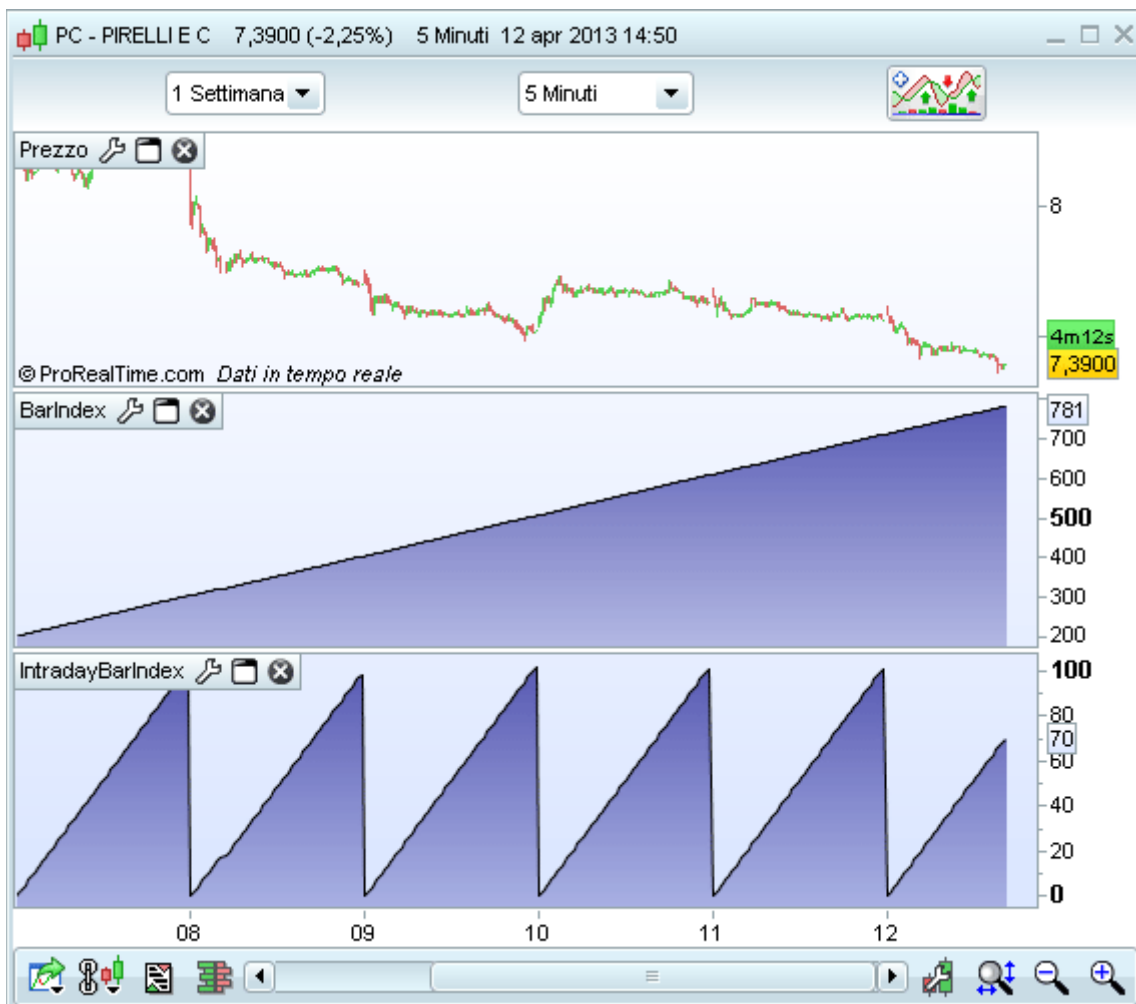 PC - PIRELLI E C 7,3900 (-2,25%) 5 Minuti 12 apr 2013 14:50
1 Settimana 5 Minuti
Prezzo
8
4m12s
7,3900
© ProRealTime.com Dati in tempo reale
BarIndex
781
700
600
500
400
300
200
IntradayBarIndex
100
80
70
60
40
20
0
08 09 10 11 12